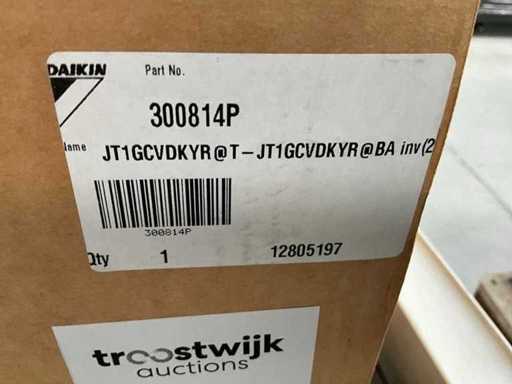 DAIKIN
Part No.
300814P
Name
JT1GCVDKYR@T-JT1GCVDKYR@BA inv(2
300814P
Qty 1 12805197
troostwijk
auctions